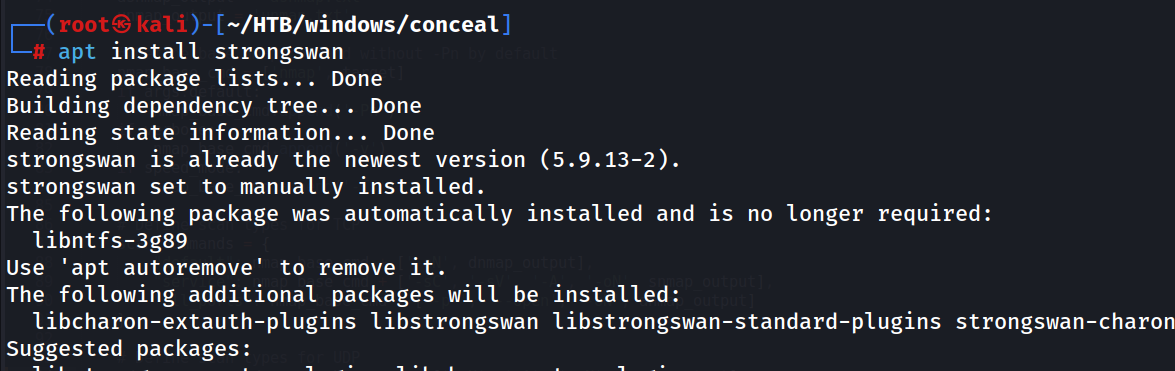 ┌──(root㉿kali)-[~/HTB/windows/conceal]
└─# apt install strongswan
Reading package lists... Done
Building dependency tree... Done
Reading state information... Done
strongswan is already the newest version (5.9.13-2).
strongswan set to manually installed.
The following package was automatically installed and is no longer required:
  libntfs-3g89
Use 'apt autoremove' to remove it.
The following additional packages will be installed:
  libcharon-extauth-plugins libstrongswan libstrongswan-standard-plugins strongswan-charon
Suggested packages: